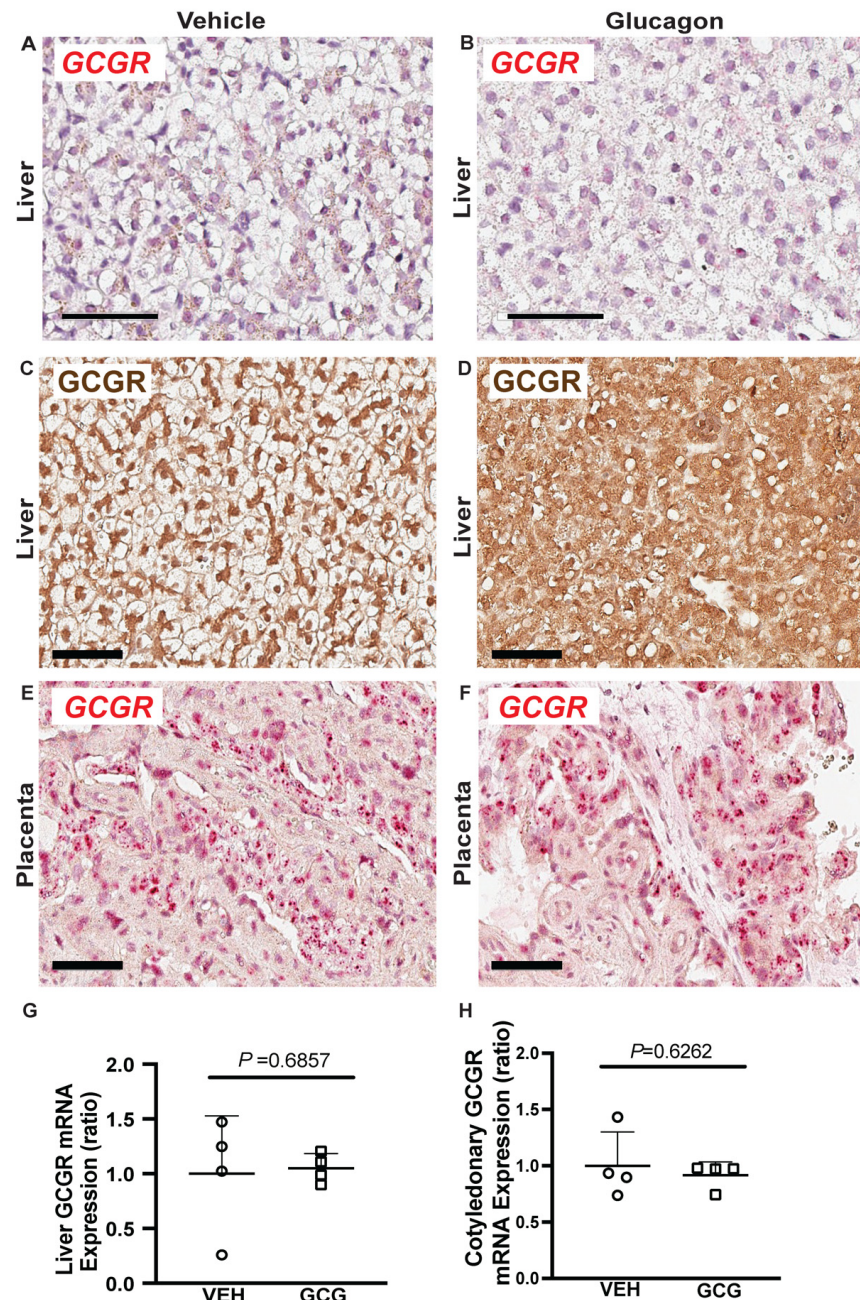 Vehicle
Glucagon
A
GCGR
Liver
B
GCGR
Liver
C
GCGR
Liver
D
GCGR
Liver
E
GCGR
Placenta
F
GCGR
Placenta
G
P =0.6857
Liver GCGR mRNA
Expression (ratio)
2.0
1.5
1.0
0.5
0.0
VEH
GCG
H
P=0.6262
Cotyledonary GCGR
mRNA Expression (ratio)
2.0
1.5
1.0
0.5
0.0
VEH
GCG